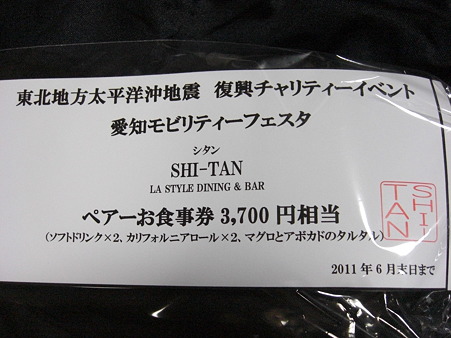 東北地方太平洋沖地震 復興チャリティーイベント
愛知モビリティーフェスタ
シタン
SHI-TAN
LA STYLE DINING & BAR
ペアーお食事券 3,700 円相当
(ソフトドリンク×2、カリフォルニアロール×2、マグロとアボカドのタルタル)
SHI
TAN
2011 年 6 月末日まで